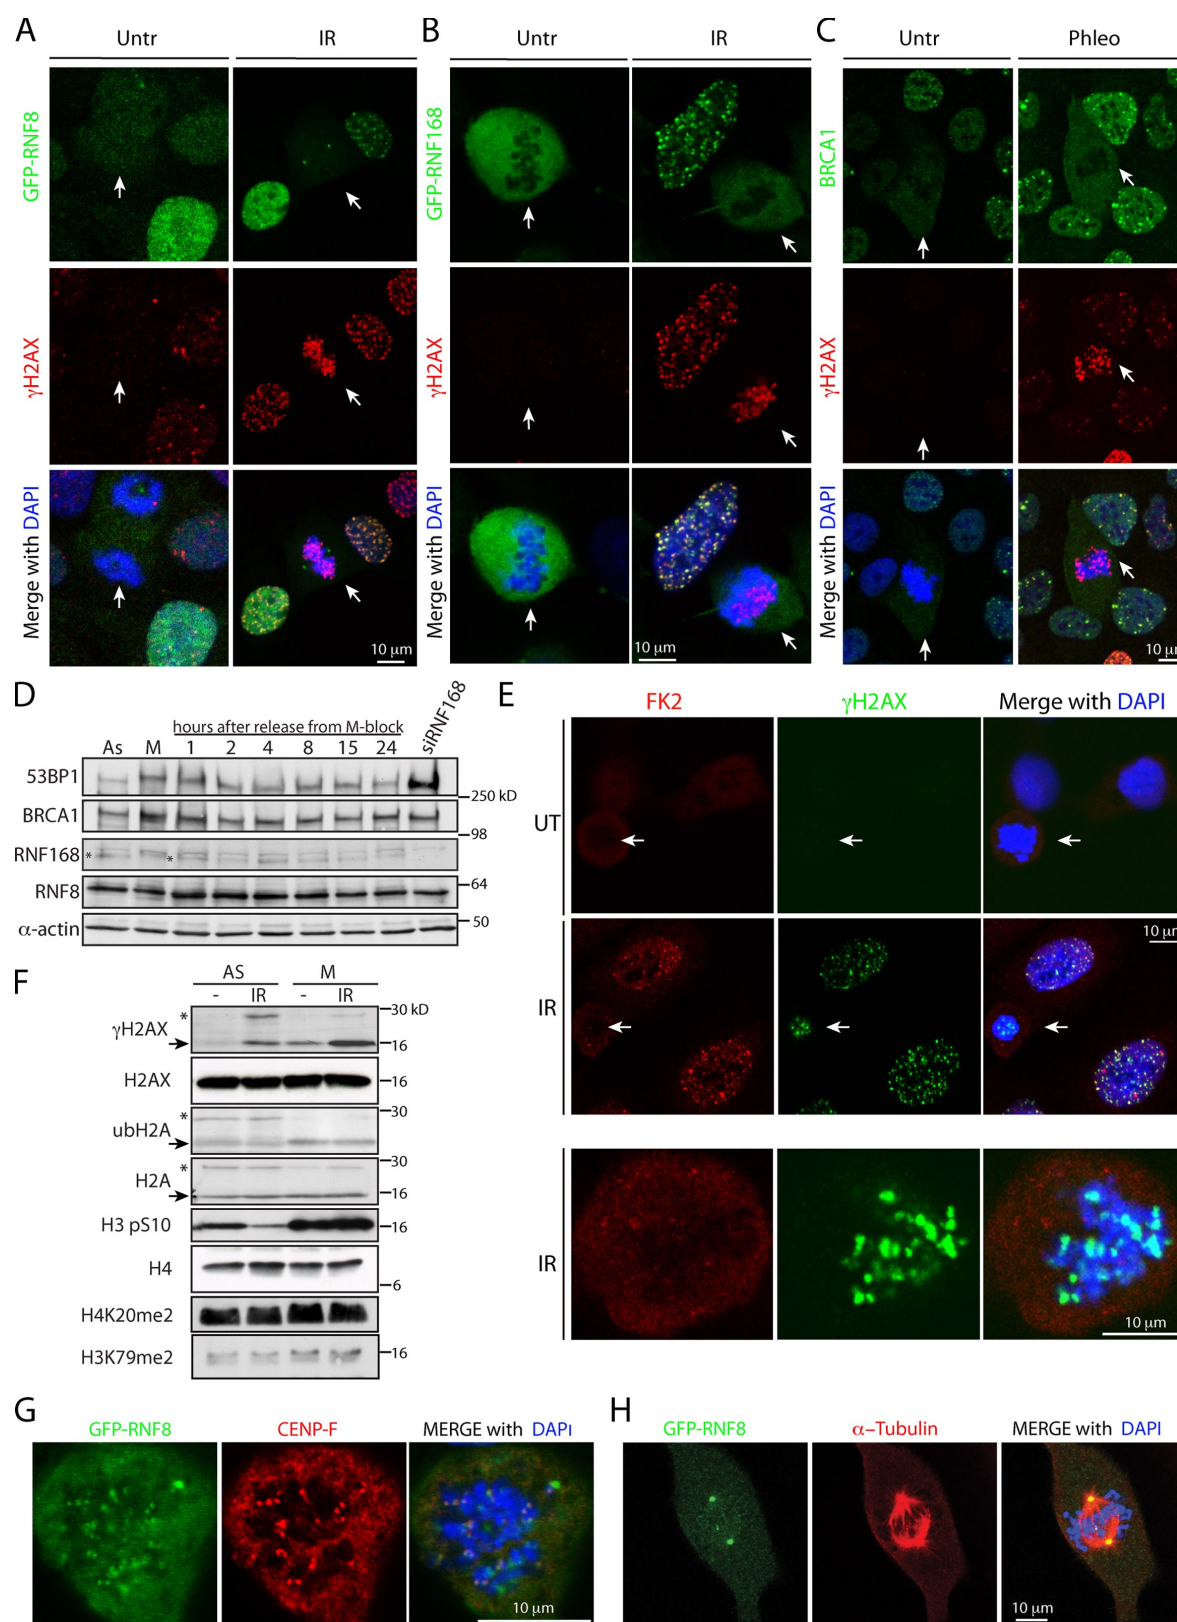 A
Untr
IR
B
Untr
IR
C
Untr
Phleo
GFP-RNF8
γH2AX
Merge with DAPI
10 μm
GFP-RNF168
γH2AX
Merge with DAPI
10 μm
BRCA1
γH2AX
Merge with DAPI
10 μm
D
hours after release from M-block
As M 1 2 4 8 15 24 siRNF168
53BP1
250 kD
BRCA1
98
RNF168
* *
RNF8
64
α-actin
50
E
FK2
γH2AX
Merge with DAPI
UT
IR
10 μm
IR
10 μm
F
AS M
- IR - IR
γH2AX
*
30 kD
16
H2AX
16
ubH2A
*
30
H2A
*
30
16
H3 pS10
16
H4
6
H4K20me2
H3K79me2
16
G
GFP-RNF8
CENP-F
MERGE with DAPI
10 μm
H
GFP-RNF8
α-Tubulin
MERGE with DAPI
10 μm